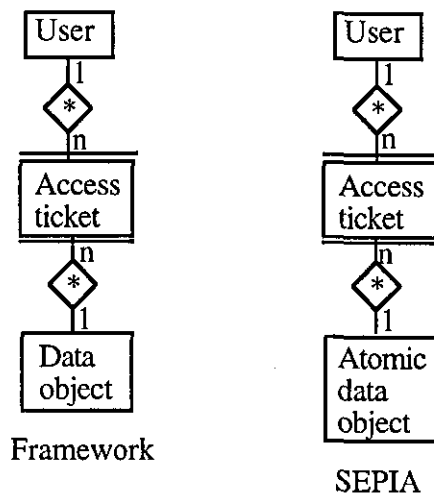 User
1
*
n
Access
ticket
n
*
1
Data
object
Framework
User
1
*
n
Access
ticket
n
*
1
Atomic
data
object
SEPIA